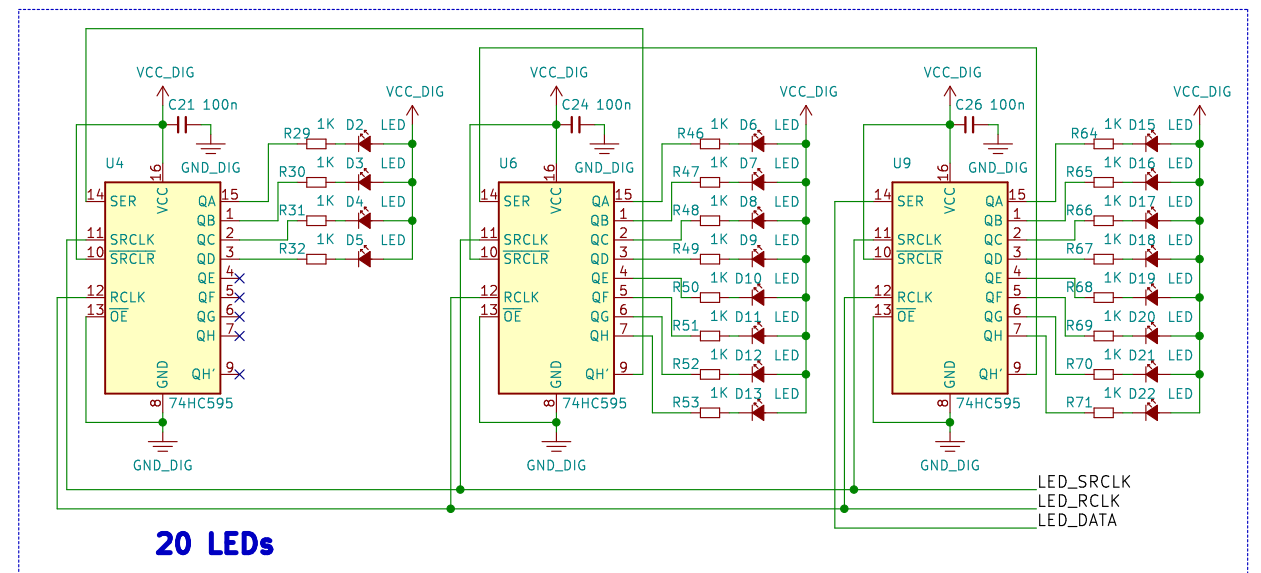 VCC_DIG
C21 100n
GND_DIG
VCC_DIG
U4
16
VCC
14 SER
11 SRCLK
10 SRCLR
12 RCLK
13 OE
QA 15
QB 1
QC 2
QD 3
QE 4
QF 5
QG 6
QH 7
QH' 9
GND
8
74HC595
GND_DIG
R29 1K D2 LED
R30 1K D3 LED
R31 1K D4 LED
R32 1K D5 LED
VCC_DIG
C24 100n
GND_DIG
VCC_DIG
U6
16
VCC
14 SER
11 SRCLK
10 SRCLR
12 RCLK
13 OE
QA 15
QB 1
QC 2
QD 3
QE 4
QF 5
QG 6
QH 7
QH' 9
GND
8
74HC595
GND_DIG
R46 1K D6 LED
R47 1K D7 LED
R48 1K D8 LED
R49 1K D9 LED
R50 1K D10 LED
R51 1K D11 LED
R52 1K D12 LED
R53 1K D13 LED
VCC_DIG
C26 100n
GND_DIG
VCC_DIG
U9
16
VCC
14 SER
11 SRCLK
10 SRCLR
12 RCLK
13 OE
QA 15
QB 1
QC 2
QD 3
QE 4
QF 5
QG 6
QH 7
QH' 9
GND
8
74HC595
GND_DIG
R64 1K D15 LED
R65 1K D16 LED
R66 1K D17 LED
R67 1K D18 LED
R68 1K D19 LED
R69 1K D20 LED
R70 1K D21 LED
R71 1K D22 LED
LED_SRCLK
LED_RCLK
LED_DATA
20 LEDs